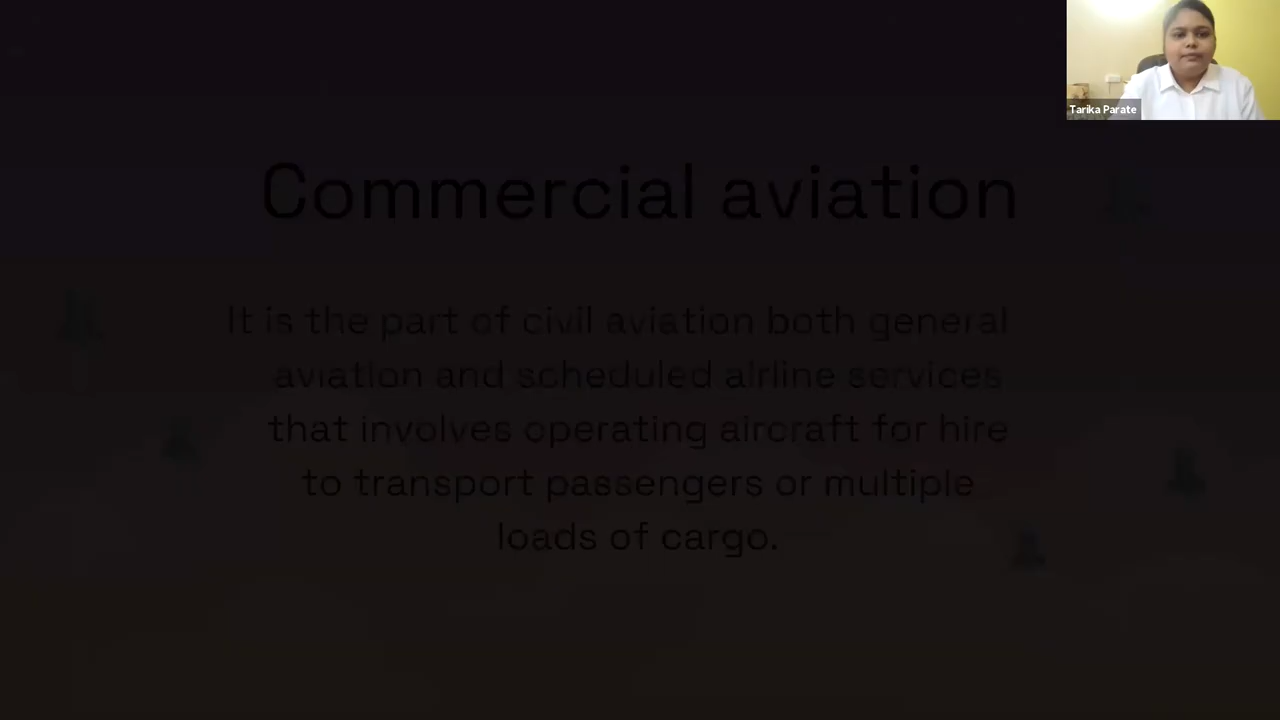 Tarika Parate
Commercial aviation
It is the part of civil aviation both general
aviation and scheduled airline services
that involves operating aircraft for hire
to transport passengers or multiple
loads of cargo.